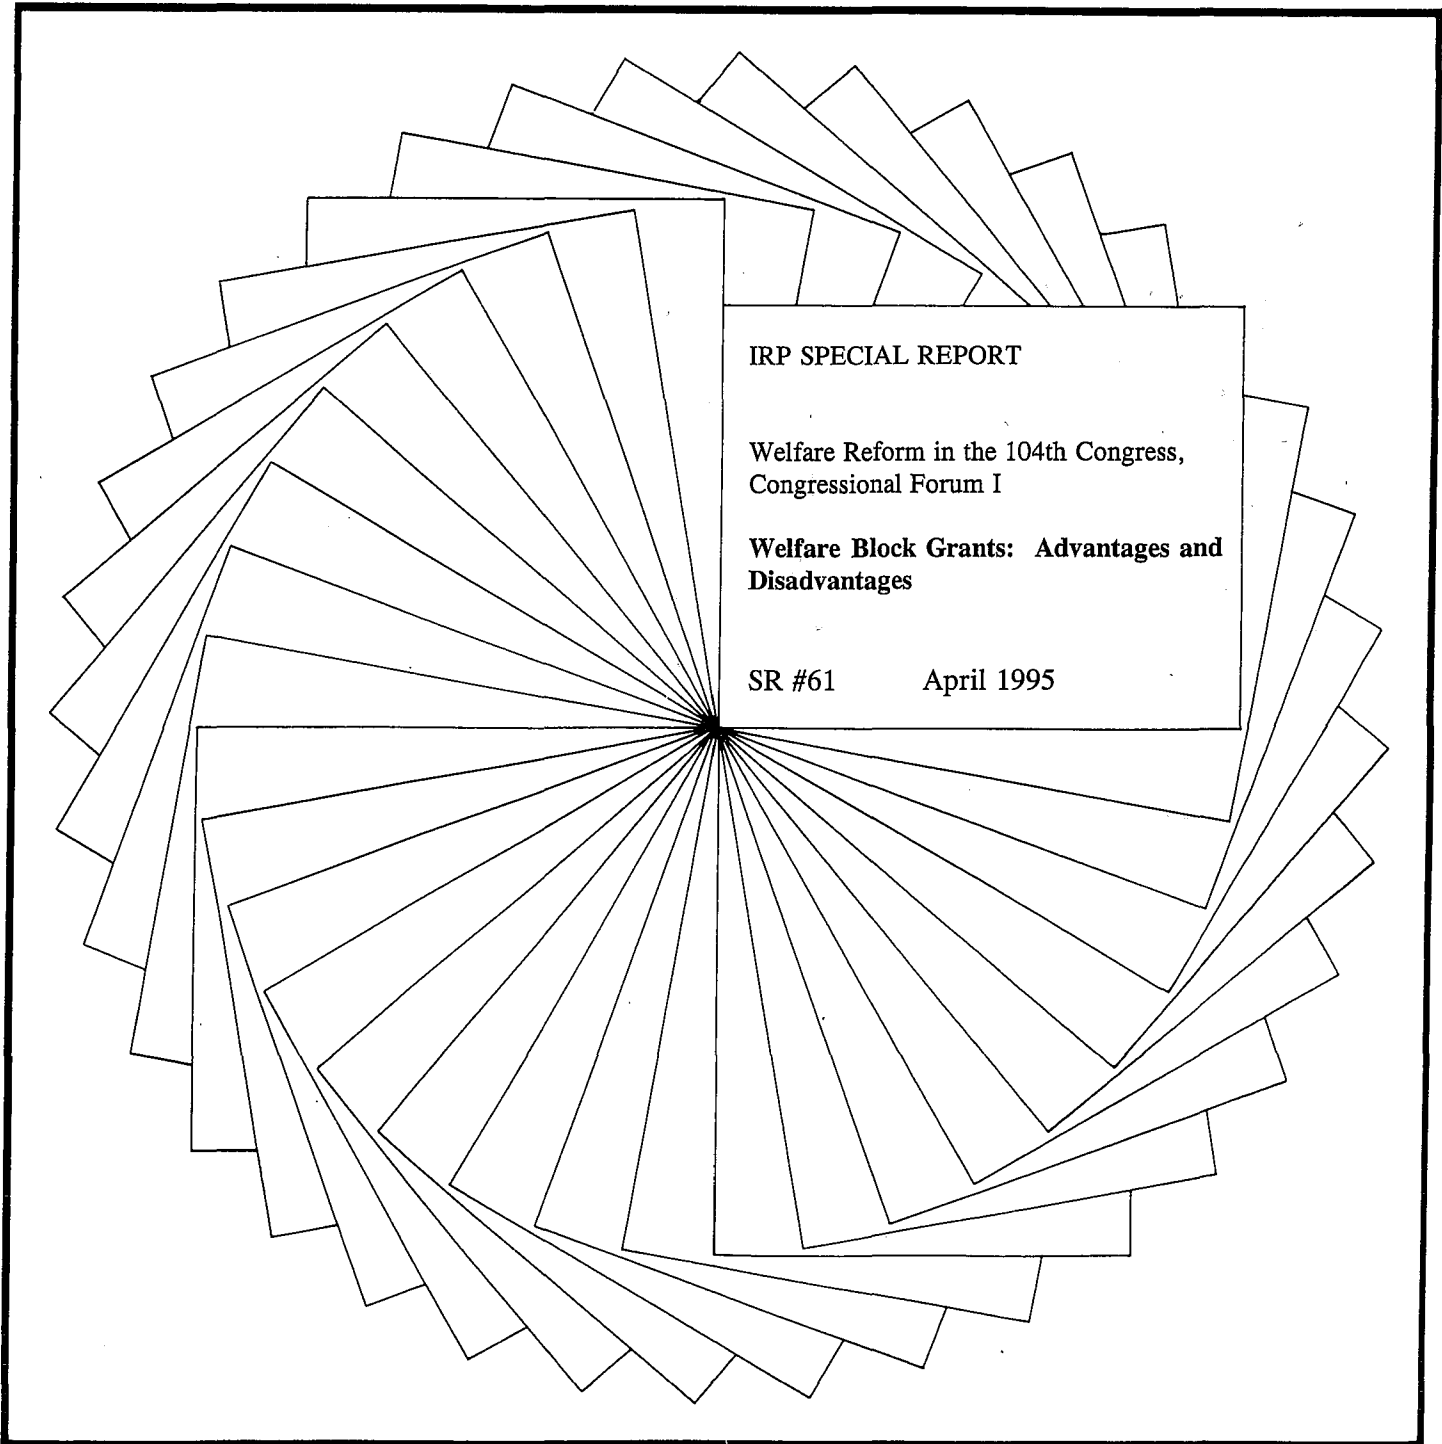 IRP SPECIAL REPORT
Welfare Reform in the 104th Congress,
Congressional Forum I
Welfare Block Grants: Advantages and
Disadvantages
SR #61 April 1995